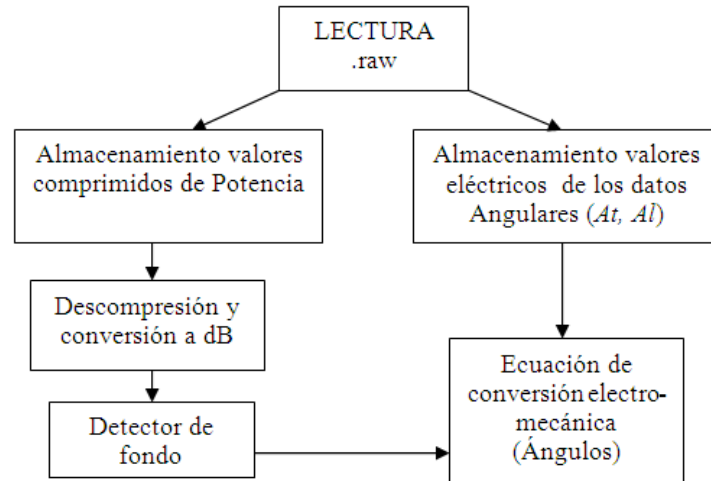 LECTURA
.raw
Almacenamiento valores
comprimidos de Potencia
Almacenamiento valores
eléctricos de los datos
Angulares (At, Al)
Descompresión y
conversión a dB
Ecuación de
conversión electro-
mecánica
(Ángulos)
Detector de
fondo